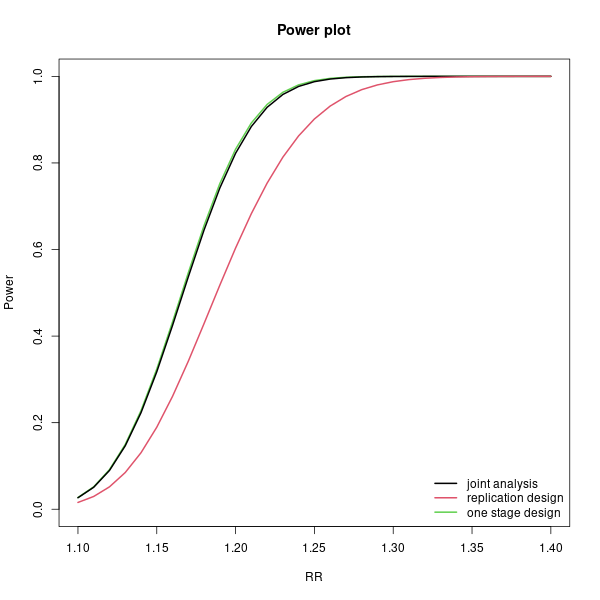 Power plot
Power
1.0
0.8
0.6
0.4
0.2
0.0
joint analysis
replication design
one stage design
1.10 1.15 1.20 1.25 1.30 1.35 1.40
RR